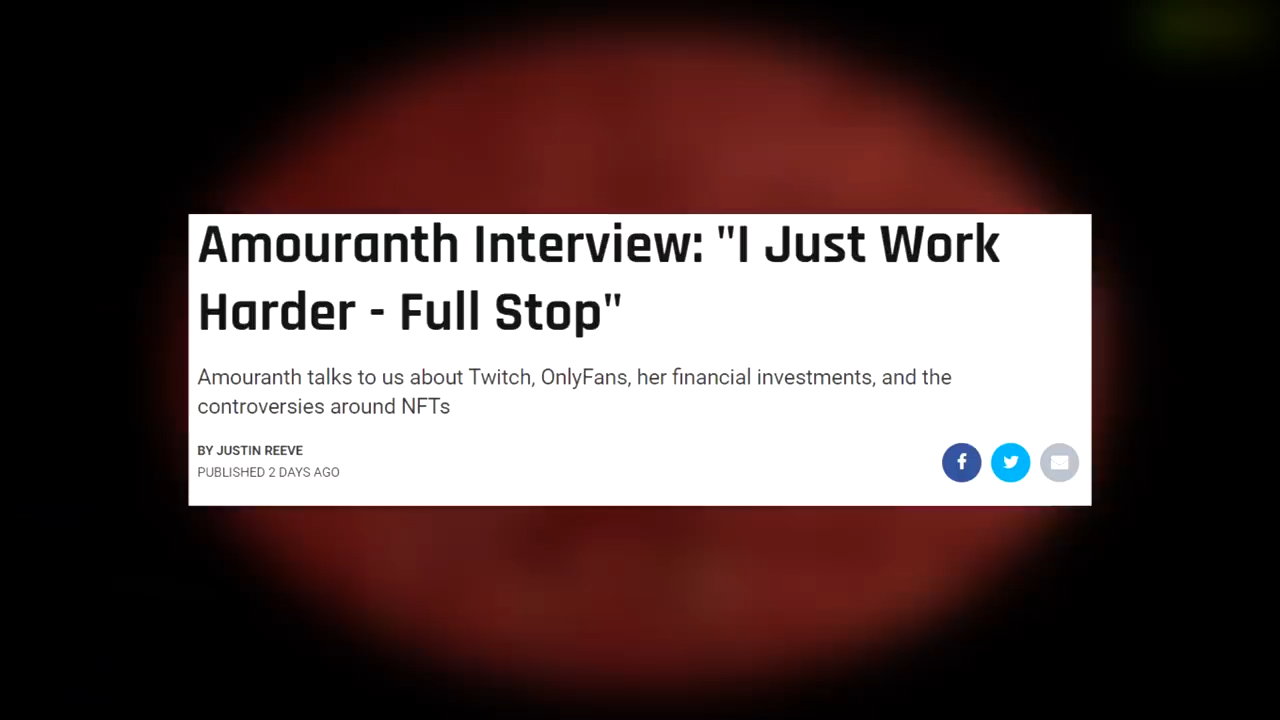 Amouranth Interview: "I Just Work
Harder - Full Stop"
Amouranth talks to us about Twitch, OnlyFans, her financial investments, and the
controversies around NFTs
BY JUSTIN REEVE
PUBLISHED 2 DAYS AGO